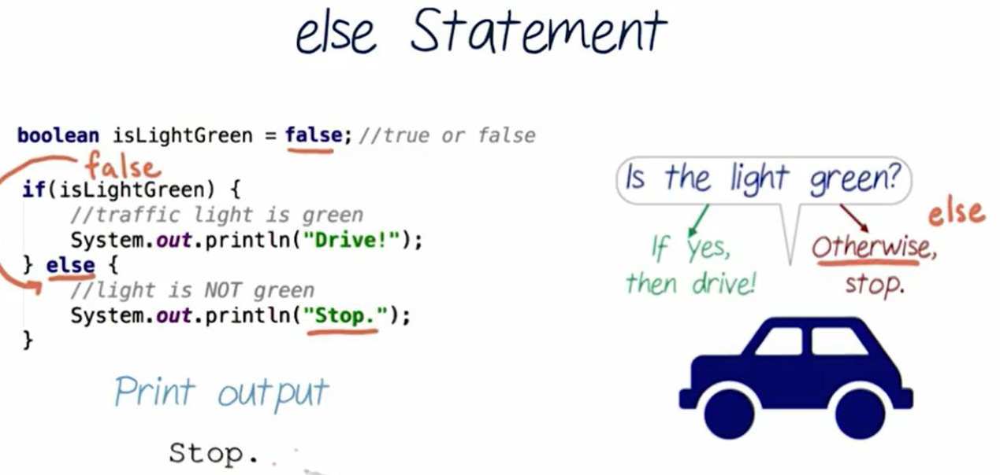 else Statement
boolean isLightGreen = false; //true or false
false
if(isLightGreen) {
//traffic light is green
System.out.println("Drive!");
} else {
//light is NOT green
System.out.println("Stop.");
}
Print output
Stop.
Is the light green?
If yes,
then drive!
else
Otherwise,
stop.